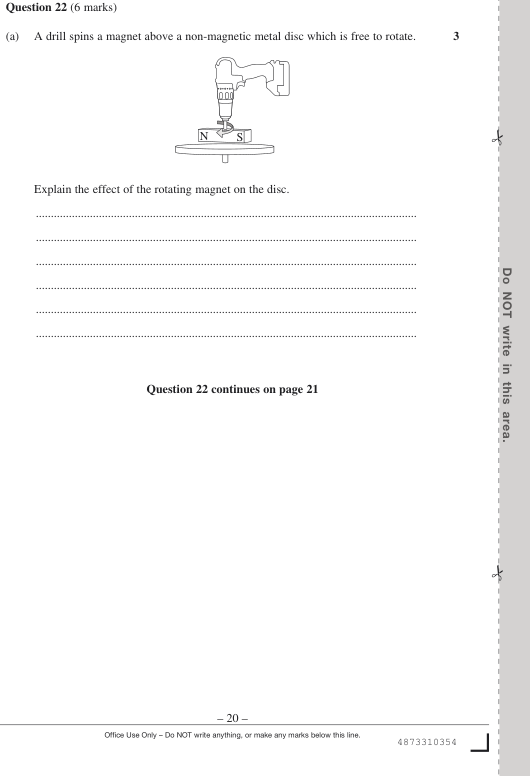 Question 22 (6 marks)
(a) A drill spins a magnet above a non-magnetic metal disc which is free to rotate. 3
N S
Explain the effect of the rotating magnet on the disc.
Question 22 continues on page 21
Do NOT write in this area.
– 20 –
Office Use Only – Do NOT write anything, or make any marks below this line.
4873310354